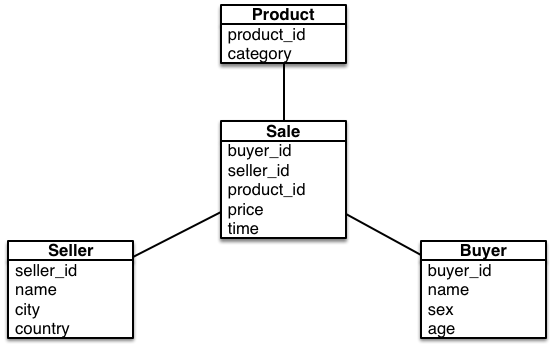 Product
product_id
category
Sale
buyer_id
seller_id
product_id
price
time
Seller
seller_id
name
city
country
Buyer
buyer_id
name
sex
age